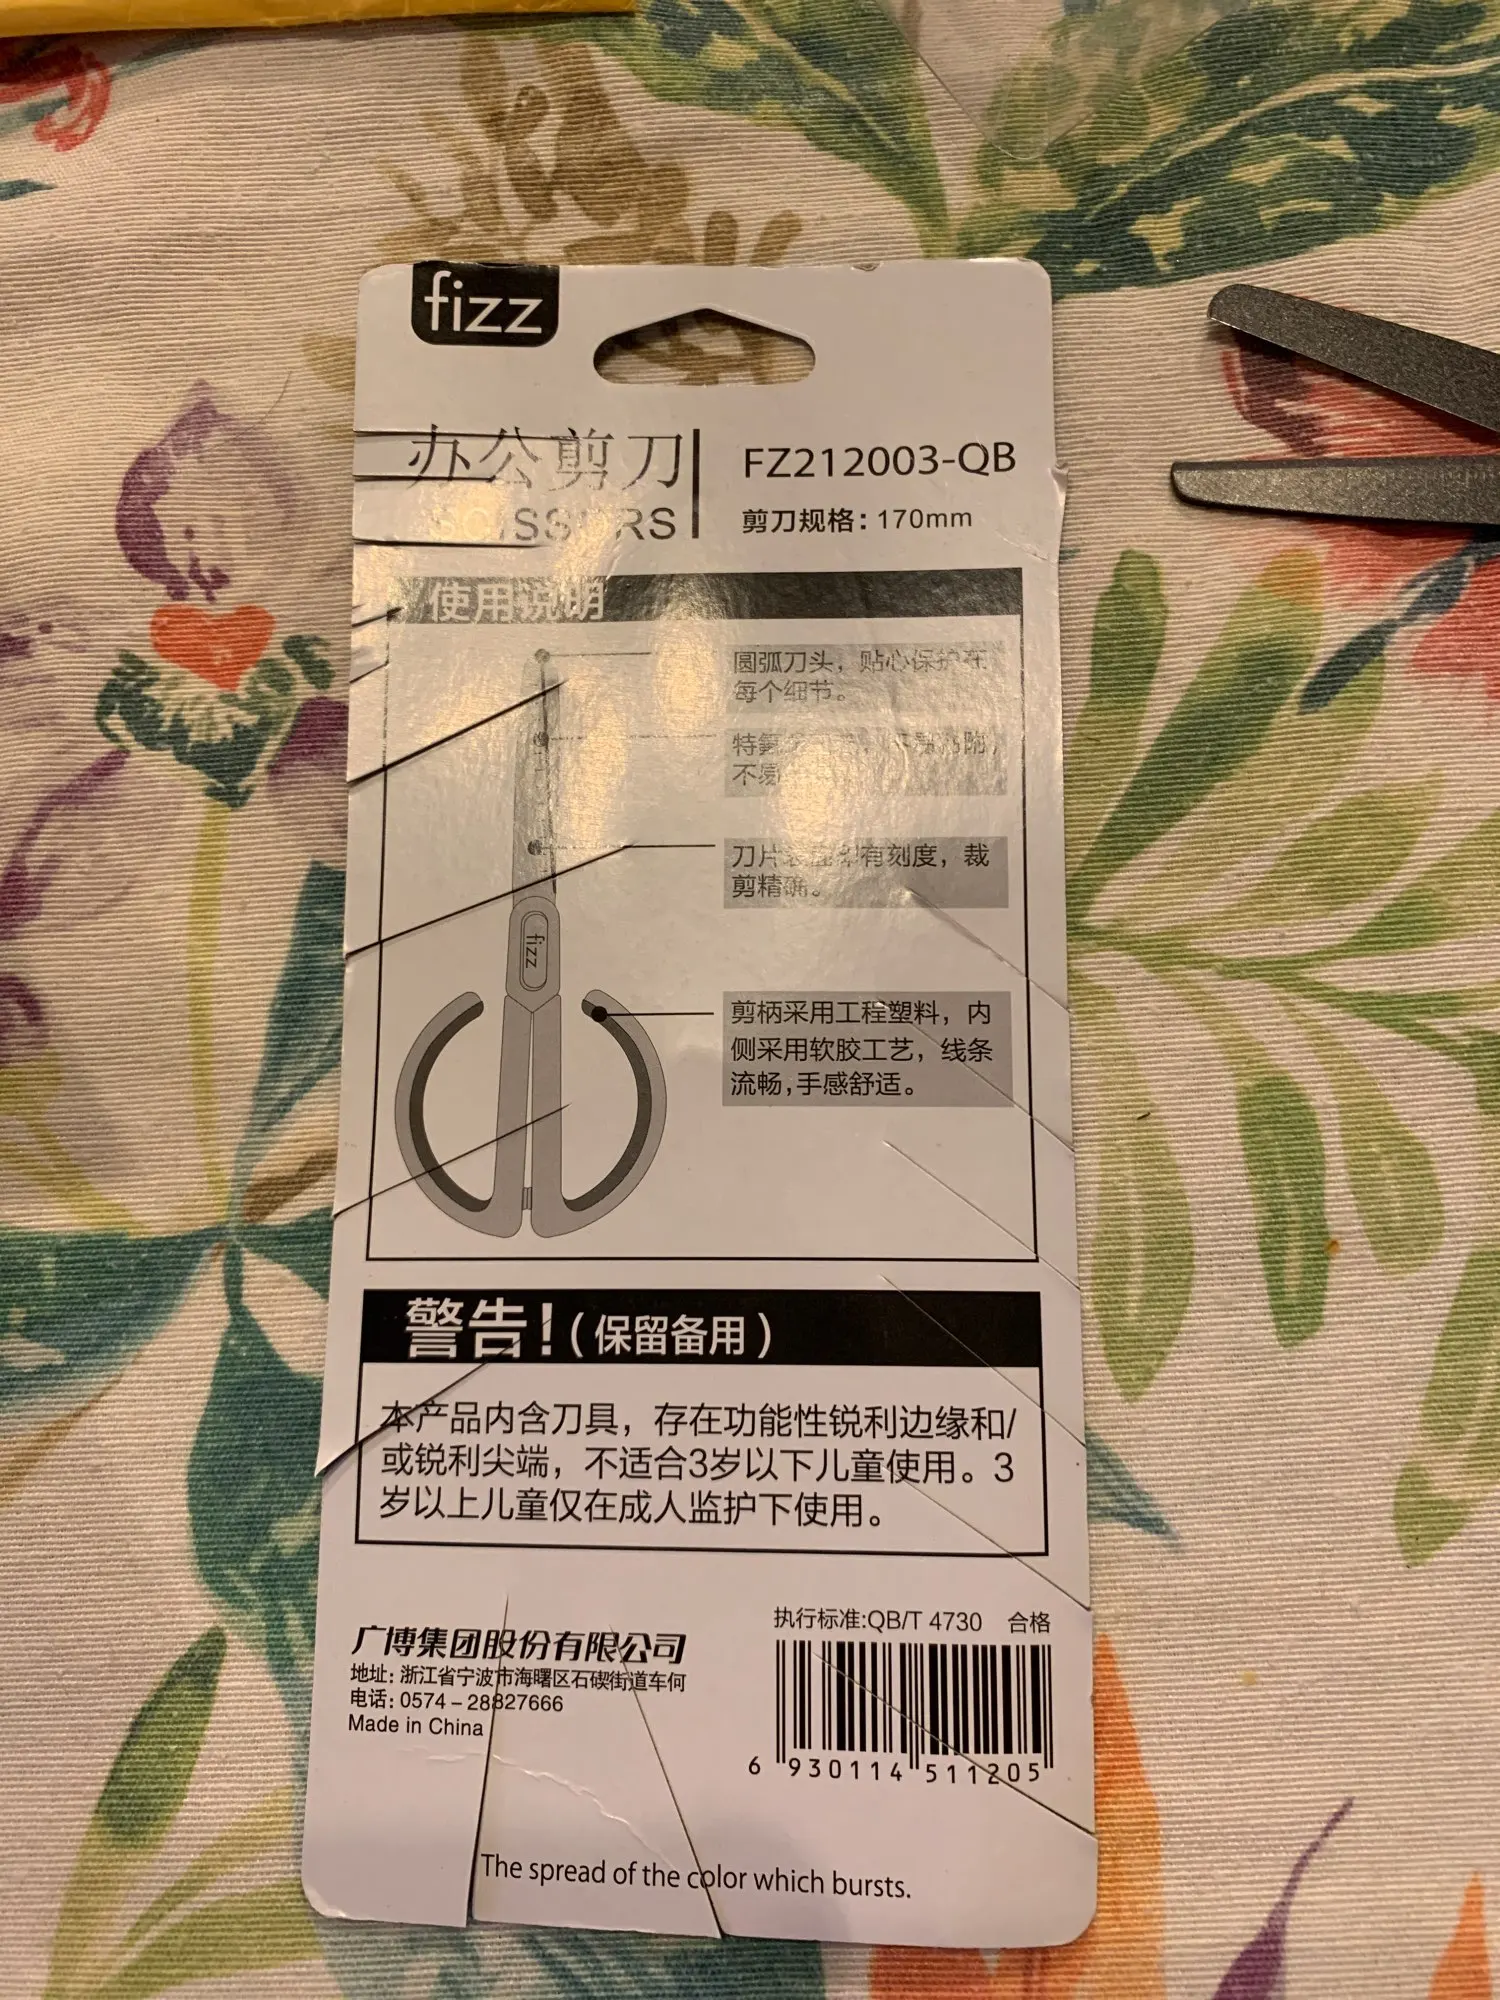 fizz
办公剪刀
SCISSORS
FZ212003-QB
剪刀规格: 170mm
使用说明
圆弧刀头，贴心保护在
每个细节。
特氟
不易
刀片表面印有刻度，裁
剪精确。
fizz
剪柄采用工程塑料，内
侧采用软胶工艺，线条
流畅,手感舒适。
警告!(保留备用)
本产品内含刀具，存在功能性锐利边缘和/
或锐利尖端，不适合3岁以下儿童使用。3
岁以上儿童仅在成人监护下使用。
广博集团股份有限公司
地址: 浙江省宁波市海曙区石碶街道车何
电话: 0574-28827666
Made in China
执行标准:QB/T 4730 合格
6 930114 511205
The spread of the color which bursts.